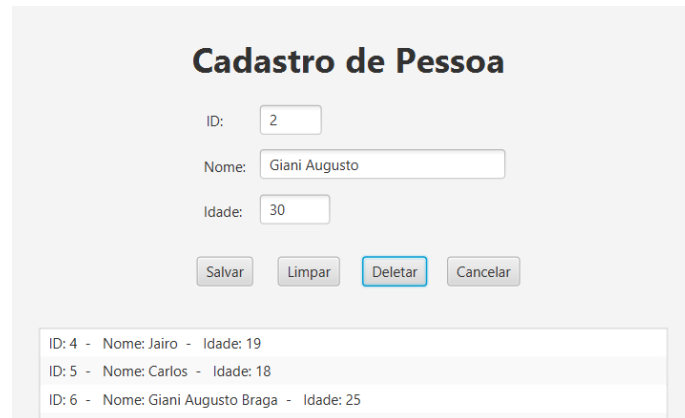 Cadastro de Pessoa
ID: 2
Nome: Giani Augusto
Idade: 30
Salvar Limpar Deletar Cancelar
ID: 4 - Nome: Jairo - Idade: 19
ID: 5 - Nome: Carlos - Idade: 18
ID: 6 - Nome: Giani Augusto Braga - Idade: 25